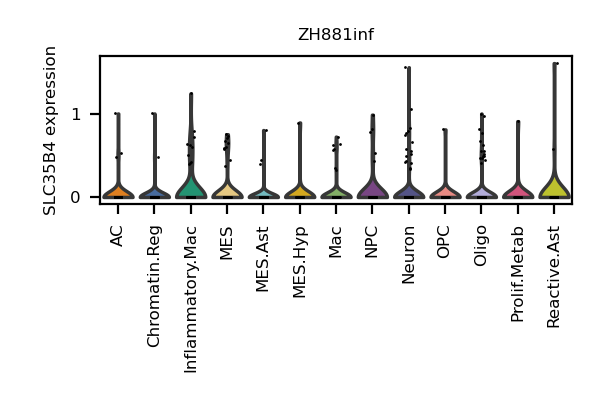 ZH881inf
SLC35B4 expression
1
0
AC
Chromatin.Reg
Inflammatory.Mac
MES
MES.Ast
MES.Hyp
Mac
NPC
Neuron
OPC
Oligo
Prolif.Metab
Reactive.Ast